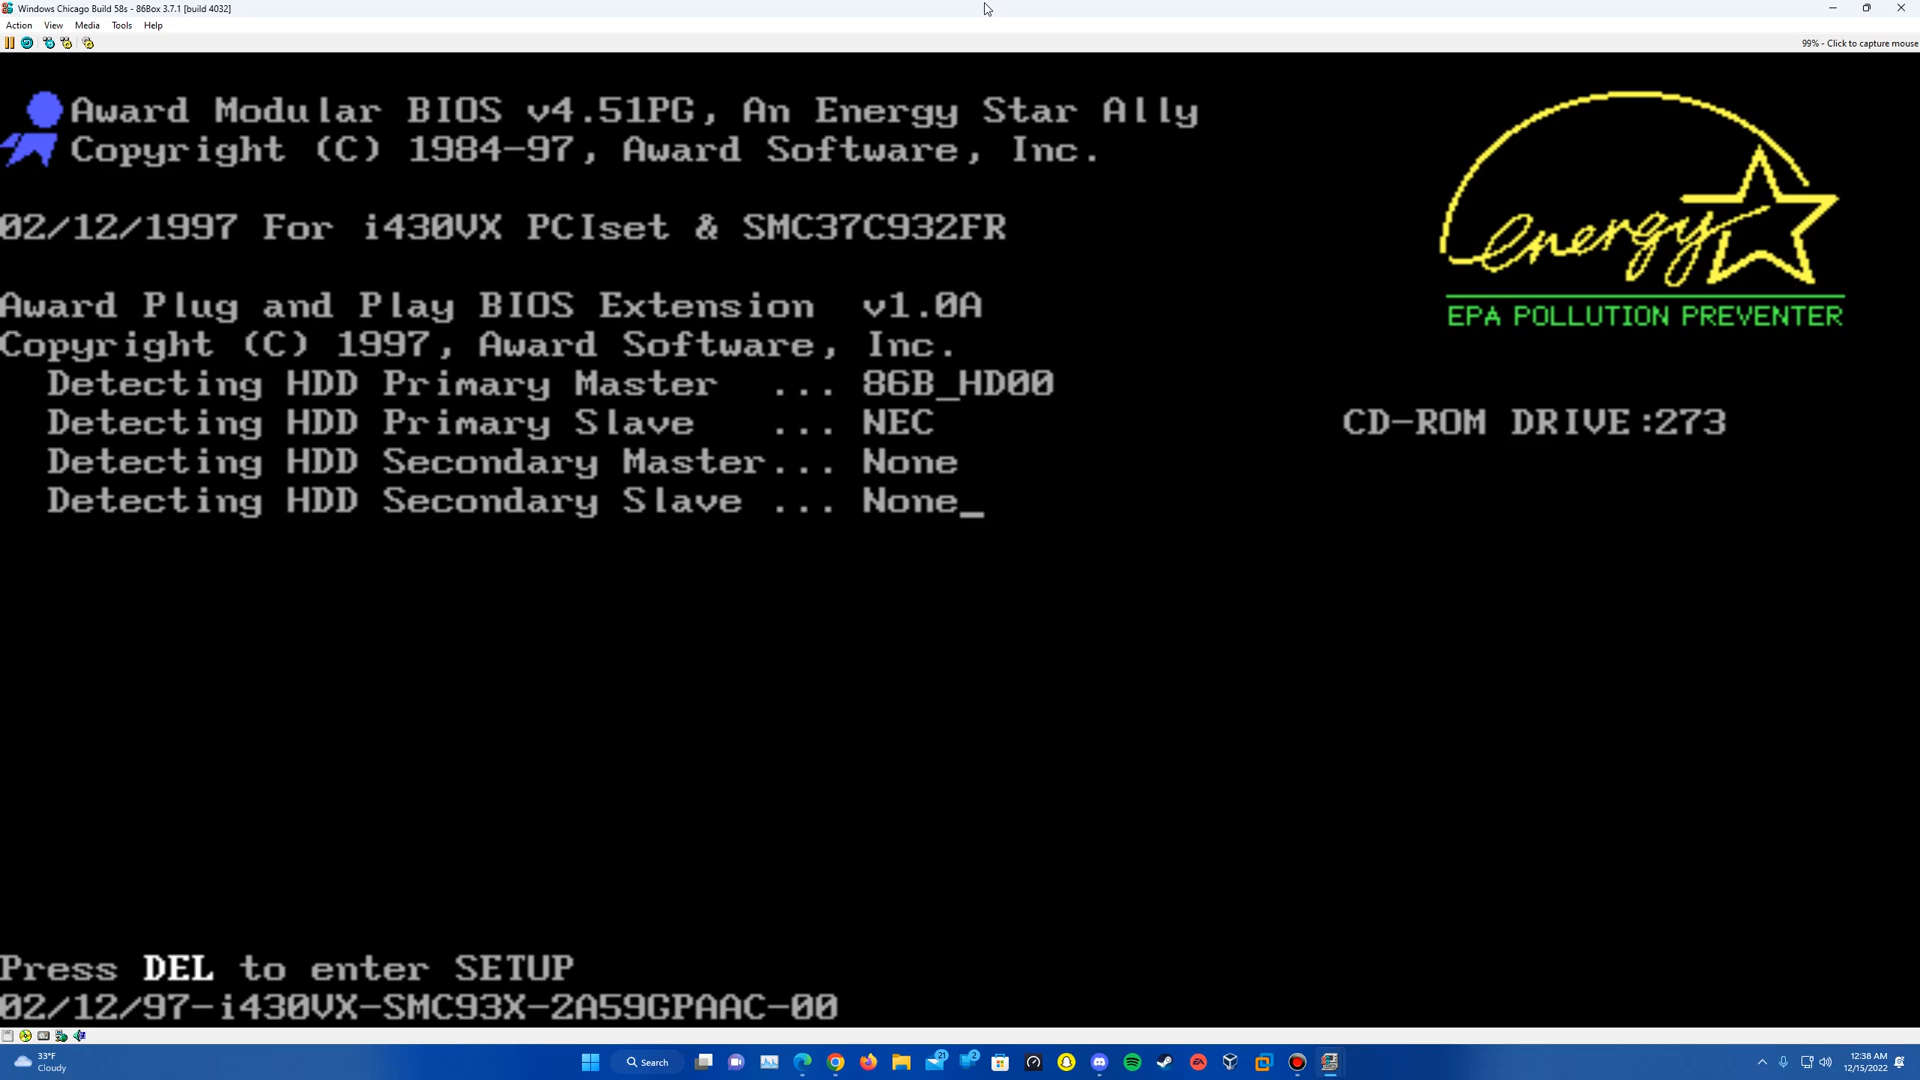 Windows Chicago Build 58s - 86Box 3.7.1 [build 4032]
Action View Media Tools Help
99% - Click to capture mouse
Award Modular BIOS v4.51PG, An Energy Star Ally
Copyright (C) 1984-97, Award Software, Inc.
energy
EPA POLLUTION PREVENTER
02/12/1997 For i430VX PCIset & SMC37C932FR
Award Plug and Play BIOS Extension v1.0A
Copyright (C) 1997, Award Software, Inc.
Detecting HDD Primary Master ... 86B_HD00
Detecting HDD Primary Slave ... NEC CD-ROM DRIVE:273
Detecting HDD Secondary Master... None
Detecting HDD Secondary Slave ... None_
Press DEL to enter SETUP
02/12/97-i430VX-SMC93X-2A59GPAAC-00
33°F
Cloudy
Search
21
2
EA
12:38 AM
12/15/2022